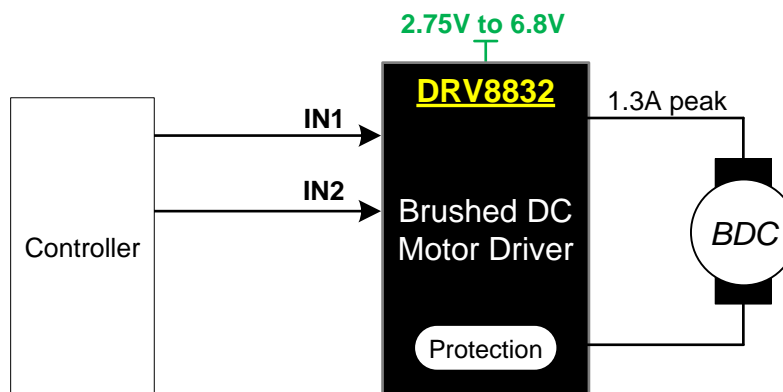 2.75V to 6.8V
DRV8832
1.3A peak
IN1
IN2
Controller
Brushed DC
Motor Driver
BDC
Protection